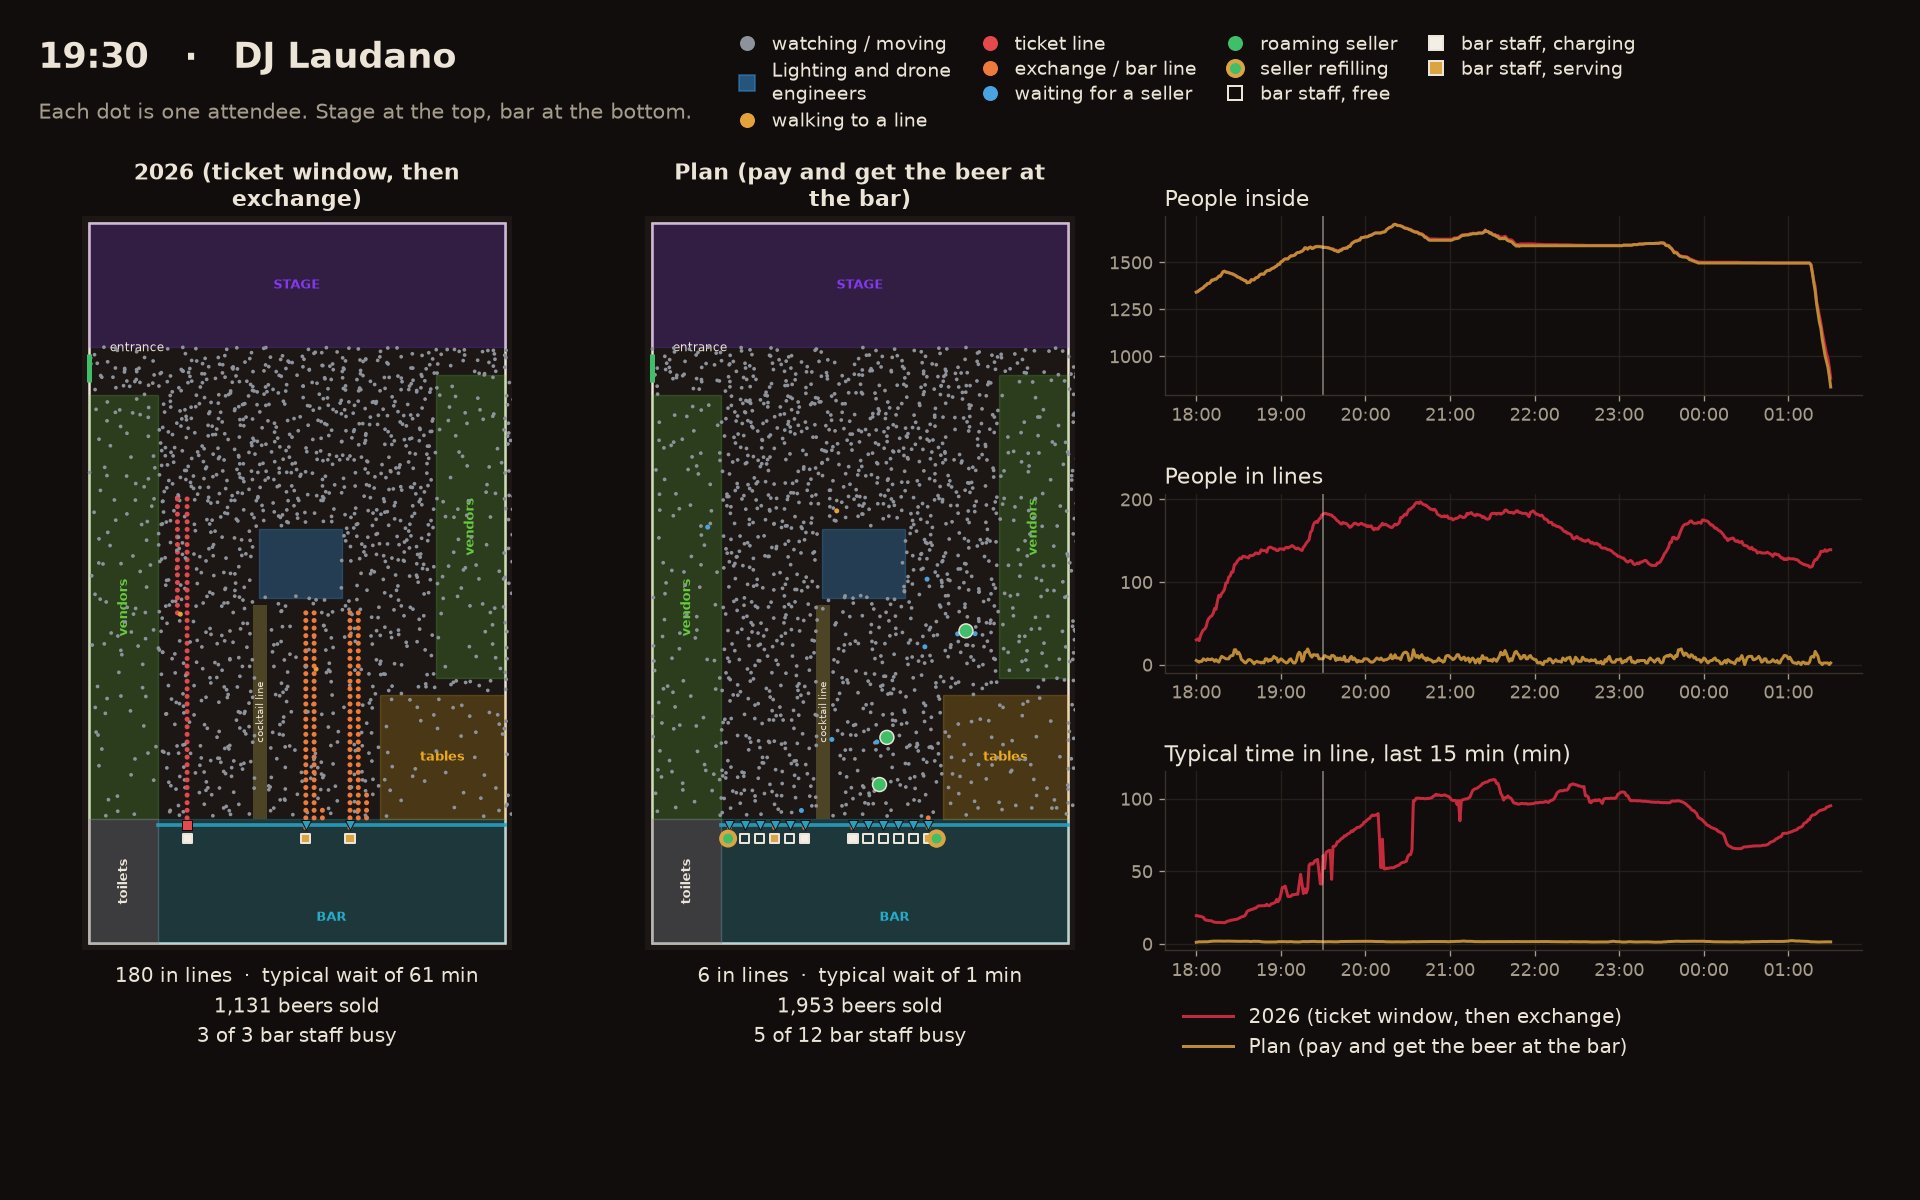 19:30 · DJ Laudano
Each dot is one attendee. Stage at the top, bar at the bottom.
watching / moving
Lighting and drone
engineers
walking to a line
ticket line
exchange / bar line
waiting for a seller
roaming seller
seller refilling
bar staff, free
bar staff, charging
bar staff, serving
2026 (ticket window, then
exchange)
STAGE
entrance
vendors
vendors
cocktail line
tables
toilets
BAR
180 in lines · typical wait of 61 min
1,131 beers sold
3 of 3 bar staff busy
Plan (pay and get the beer at
the bar)
STAGE
entrance
vendors
vendors
cocktail line
tables
toilets
BAR
6 in lines · typical wait of 1 min
1,953 beers sold
5 of 12 bar staff busy
People inside
1500
1250
1000
18:00 19:00 20:00 21:00 22:00 23:00 00:00 01:00
People in lines
200
100
0
18:00 19:00 20:00 21:00 22:00 23:00 00:00 01:00
Typical time in line, last 15 min (min)
100
50
0
18:00 19:00 20:00 21:00 22:00 23:00 00:00 01:00
2026 (ticket window, then exchange)
Plan (pay and get the beer at the bar)